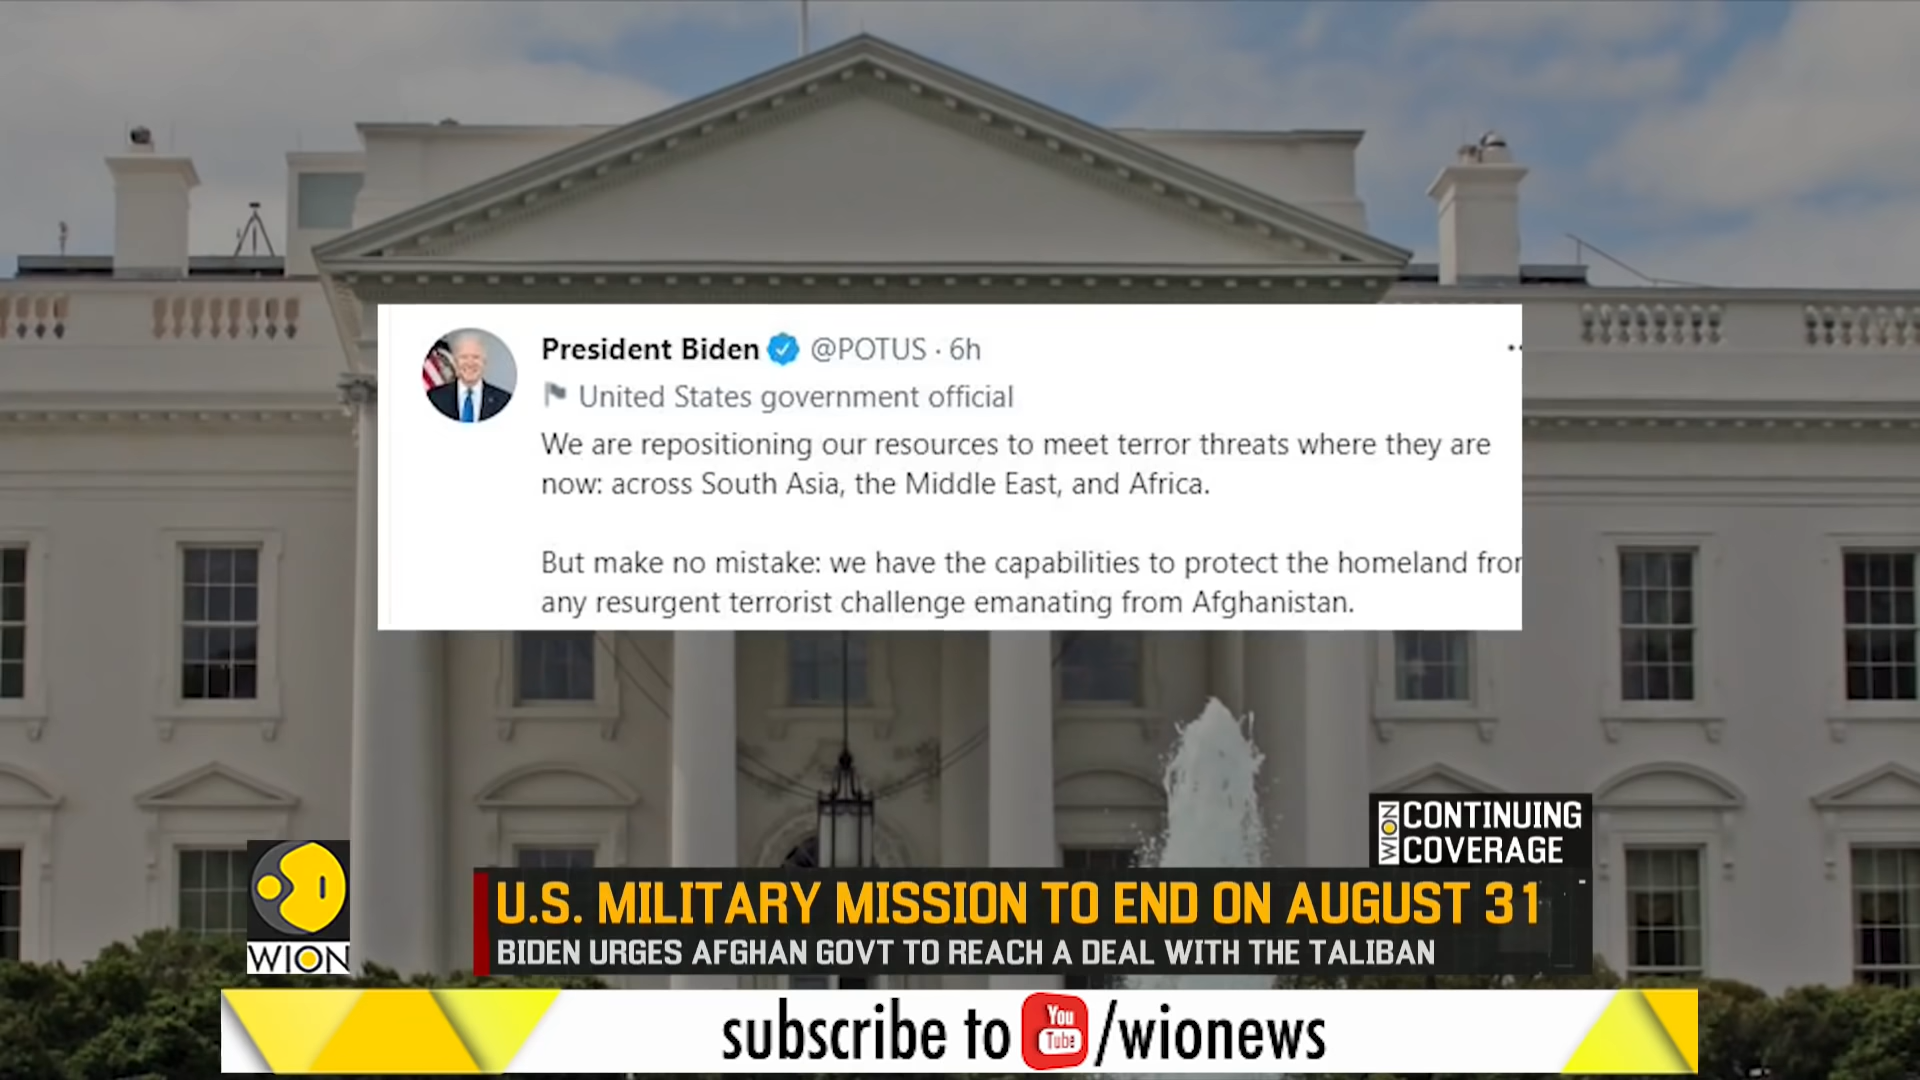 President Biden @POTUS · 6h
United States government official
We are repositioning our resources to meet terror threats where they are
now: across South Asia, the Middle East, and Africa.
But make no mistake: we have the capabilities to protect the homeland from
any resurgent terrorist challenge emanating from Afghanistan.
WION CONTINUING
COVERAGE
U.S. MILITARY MISSION TO END ON AUGUST 31
BIDEN URGES AFGHAN GOVT TO REACH A DEAL WITH THE TALIBAN
WION
subscribe to You Tube /wionews